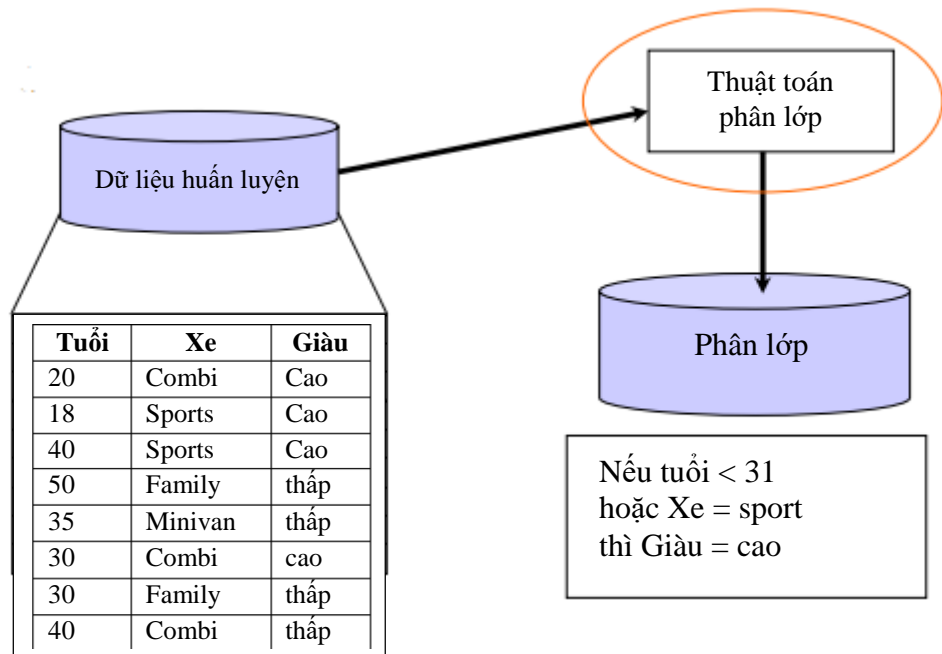 Thuật toán
phân lớp
Dữ liệu huấn luyện
Phân lớp
Tuổi Xe Giàu
20 Combi Cao
18 Sports Cao
40 Sports Cao
50 Family thấp
35 Minivan thấp
30 Combi cao
30 Family thấp
40 Combi thấp
Nếu tuổi < 31
hoặc Xe = sport
thì Giàu = cao